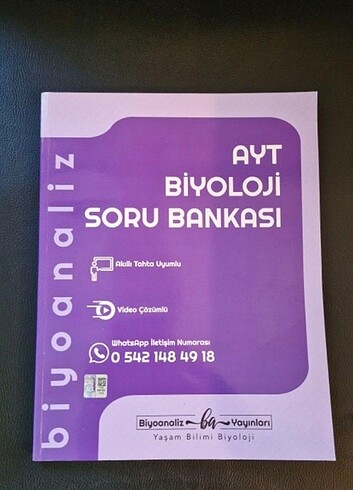 biyoanaliz
AYT
BİYOLOJİ
SORU BANKASI
Akıllı Tahta Uyumlu
Video Çözümlü
WhatsApp İletişim Numarası
0 542 148 49 18
Biyoanaliz ba Yayınları
Yaşam Bilimi Biyoloji